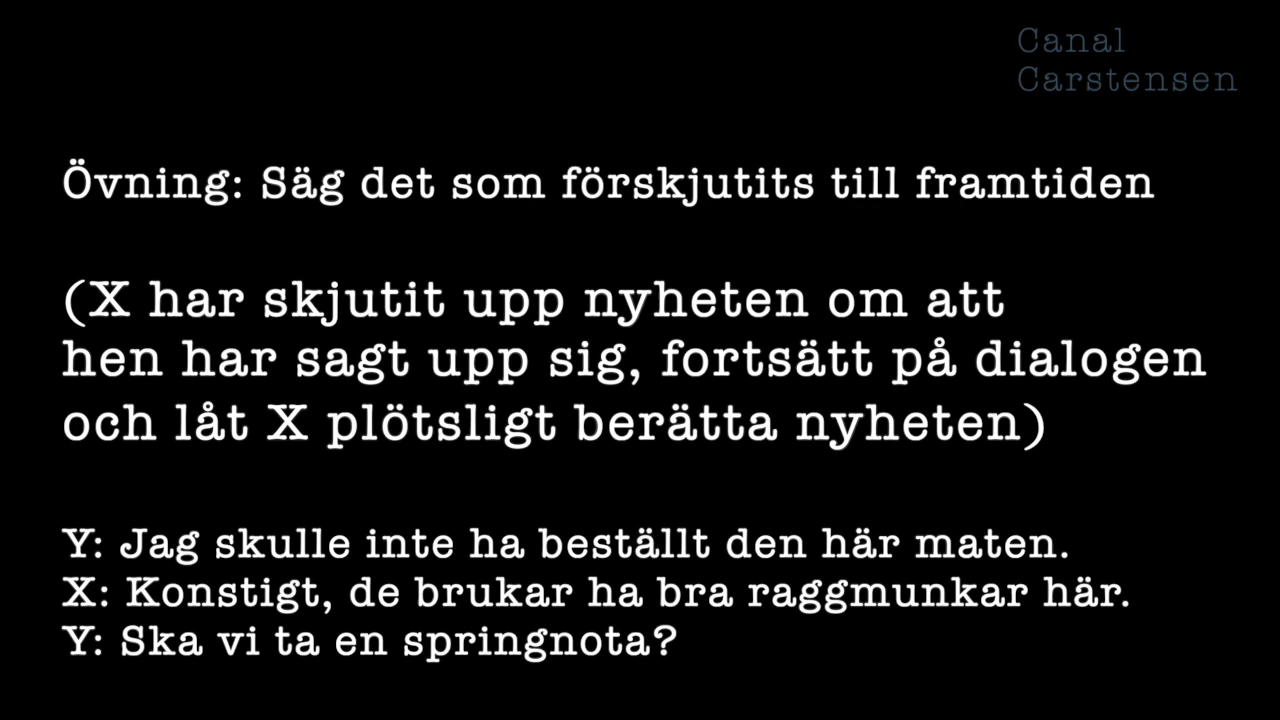 Canal
Carstensen
Övning: Säg det som förskjutits till framtiden
(X har skjutit upp nyheten om att
hen har sagt upp sig, fortsätt på dialogen
och låt X plötsligt berätta nyheten)
Y: Jag skulle inte ha beställt den här maten.
X: Konstigt, de brukar ha bra raggmunkar här.
Y: Ska vi ta en springnota?